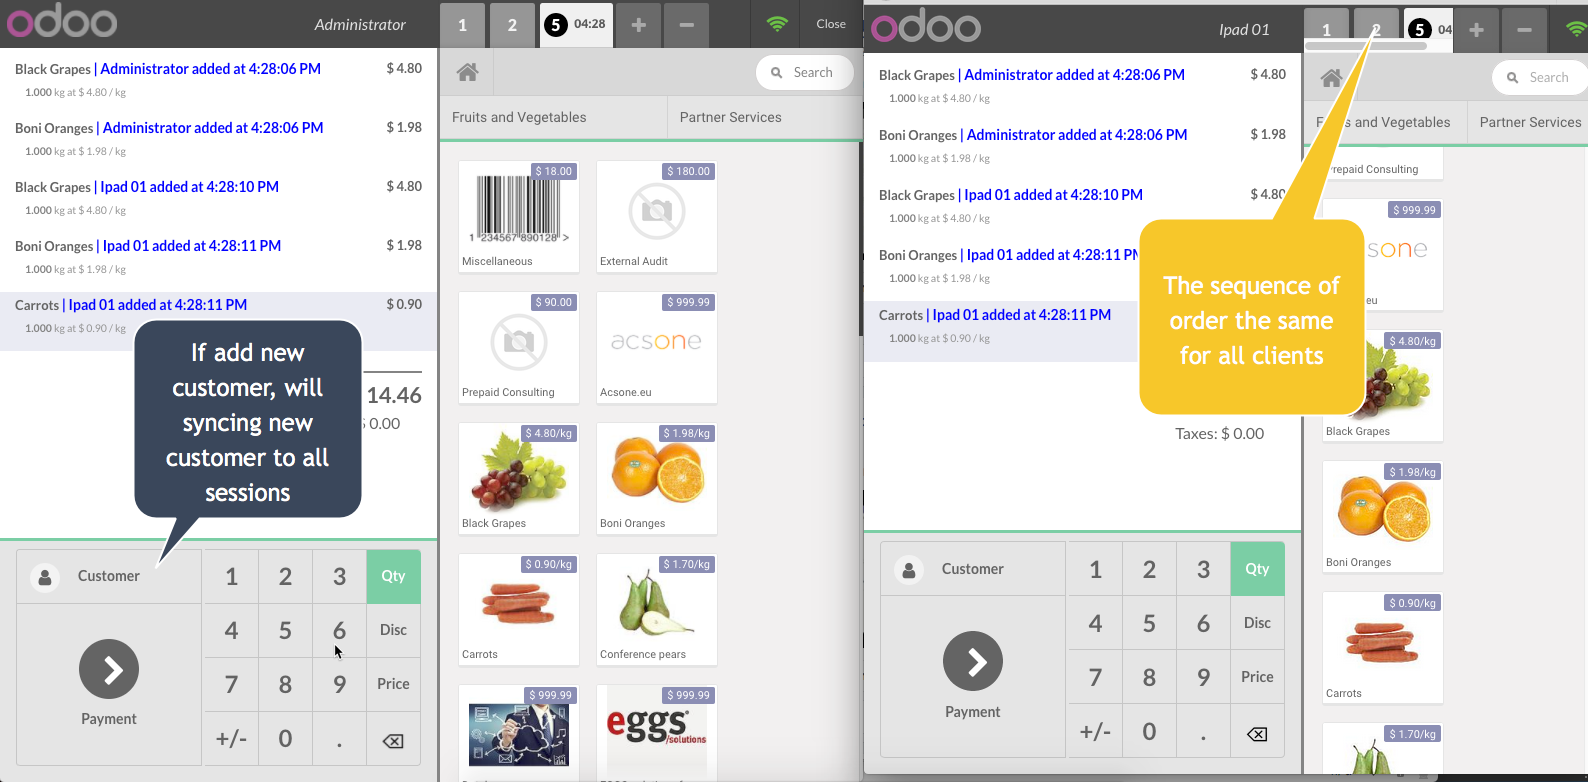 odoo
Administrator
1
2
5 04:28
+
−
Close
Black Grapes | Administrator added at 4:28:06 PM $ 4.80
1.000 kg at $ 4.80 / kg
Boni Oranges | Administrator added at 4:28:06 PM $ 1.98
1.000 kg at $ 1.98 / kg
Black Grapes | Ipad 01 added at 4:28:10 PM $ 4.80
1.000 kg at $ 4.80 / kg
Boni Oranges | Ipad 01 added at 4:28:11 PM $ 1.98
1.000 kg at $ 1.98 / kg
Carrots | Ipad 01 added at 4:28:11 PM $ 0.90
1.000 kg at $ 0.90 / kg
14.46
0.00
If add new
customer, will
syncing new
customer to all
sessions
Customer
Payment
1 2 3 Qty
4 5 6 Disc
7 8 9 Price
+/- 0 .
Search
Fruits and Vegetables
Partner Services
$ 18.00
1 234567 890128 >
Miscellaneous
$ 180.00
External Audit
$ 90.00
Prepaid Consulting
$ 999.99
acsone
Acsone.eu
$ 4.80/kg
Black Grapes
$ 1.98/kg
Boni Oranges
$ 0.90/kg
Carrots
$ 1.70/kg
Conference pears
$ 999.99
$ 999.99
eggs
/solutions
odoo
Ipad 01
1
2
5 04
+
−
Black Grapes | Administrator added at 4:28:06 PM $ 4.80
1.000 kg at $ 4.80 / kg
Boni Oranges | Administrator added at 4:28:06 PM $ 1.98
1.000 kg at $ 1.98 / kg
Black Grapes | Ipad 01 added at 4:28:10 PM $ 4.80
1.000 kg at $ 4.80 / kg
Boni Oranges | Ipad 01 added at 4:28:11 PM
1.000 kg at $ 1.98 / kg
Carrots | Ipad 01 added at 4:28:11 PM
1.000 kg at $ 0.90 / kg
Taxes: $ 0.00
The sequence of
order the same
for all clients
Customer
Payment
1 2 3 Qty
4 5 6 Disc
7 8 9 Price
+/- 0 .
Search
Fruits and Vegetables
Partner Services
Prepaid Consulting
$ 999.99
sone
eu
$ 4.80/kg
Black Grapes
$ 1.98/kg
Boni Oranges
$ 0.90/kg
Carrots
$ 1.70/kg